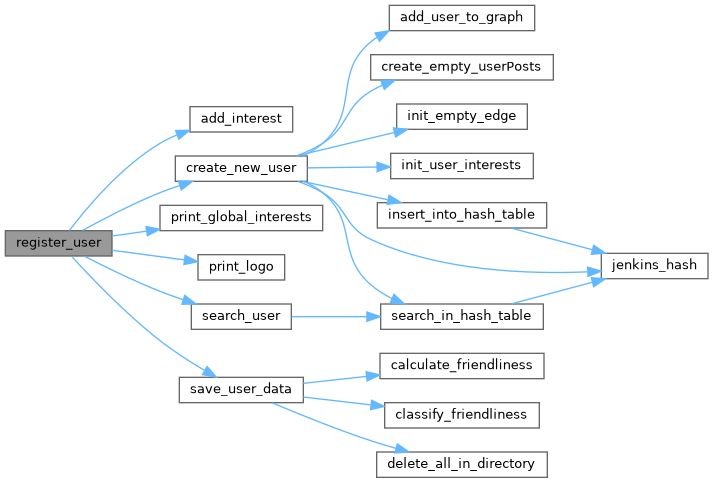 add_user_to_graph
create_empty_userPosts
add_interest
init_empty_edge
create_new_user
init_user_interests
print_global_interests
insert_into_hash_table
register_user
print_logo
jenkins_hash
search_user
search_in_hash_table
save_user_data
calculate_friendliness
classify_friendliness
delete_all_in_directory